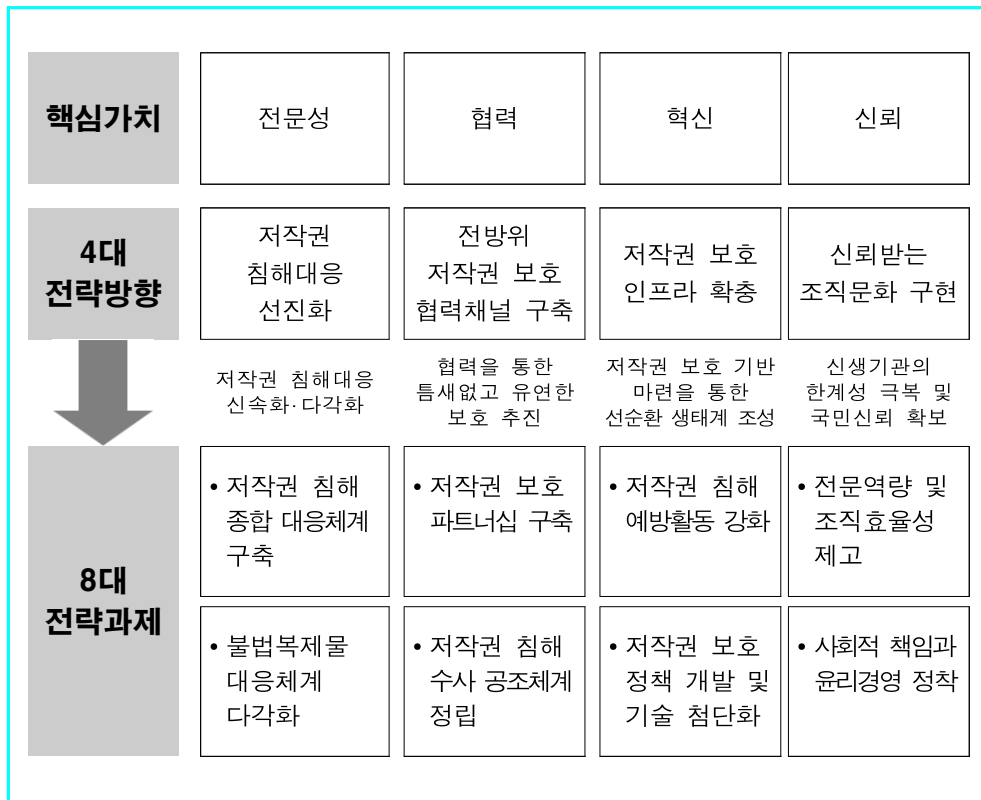 핵심가치
전문성
협력
혁신
신뢰
4대
전략방향
저작권
침해대응
선진화
전방위
저작권 보호
협력채널 구축
저작권 보호
인프라 확충
신뢰받는
조직문화 구현
저작권 침해대응
신속화·다각화
협력을 통한
틈새없고 유연한
보호 추진
저작권 보호 기반
마련을 통한
선순환 생태계 조성
신생기관의
한계성 극복 및
국민신뢰 확보
8대
전략과제
• 저작권 침해
종합 대응체계
구축
• 저작권 보호
파트너십 구축
• 저작권 침해
예방활동 강화
• 전문역량 및
조직효율성
제고
• 불법복제물
대응체계
다각화
• 저작권 침해
수사 공조체계
정립
• 저작권 보호
정책 개발 및
기술 첨단화
• 사회적 책임과
윤리경영 정착